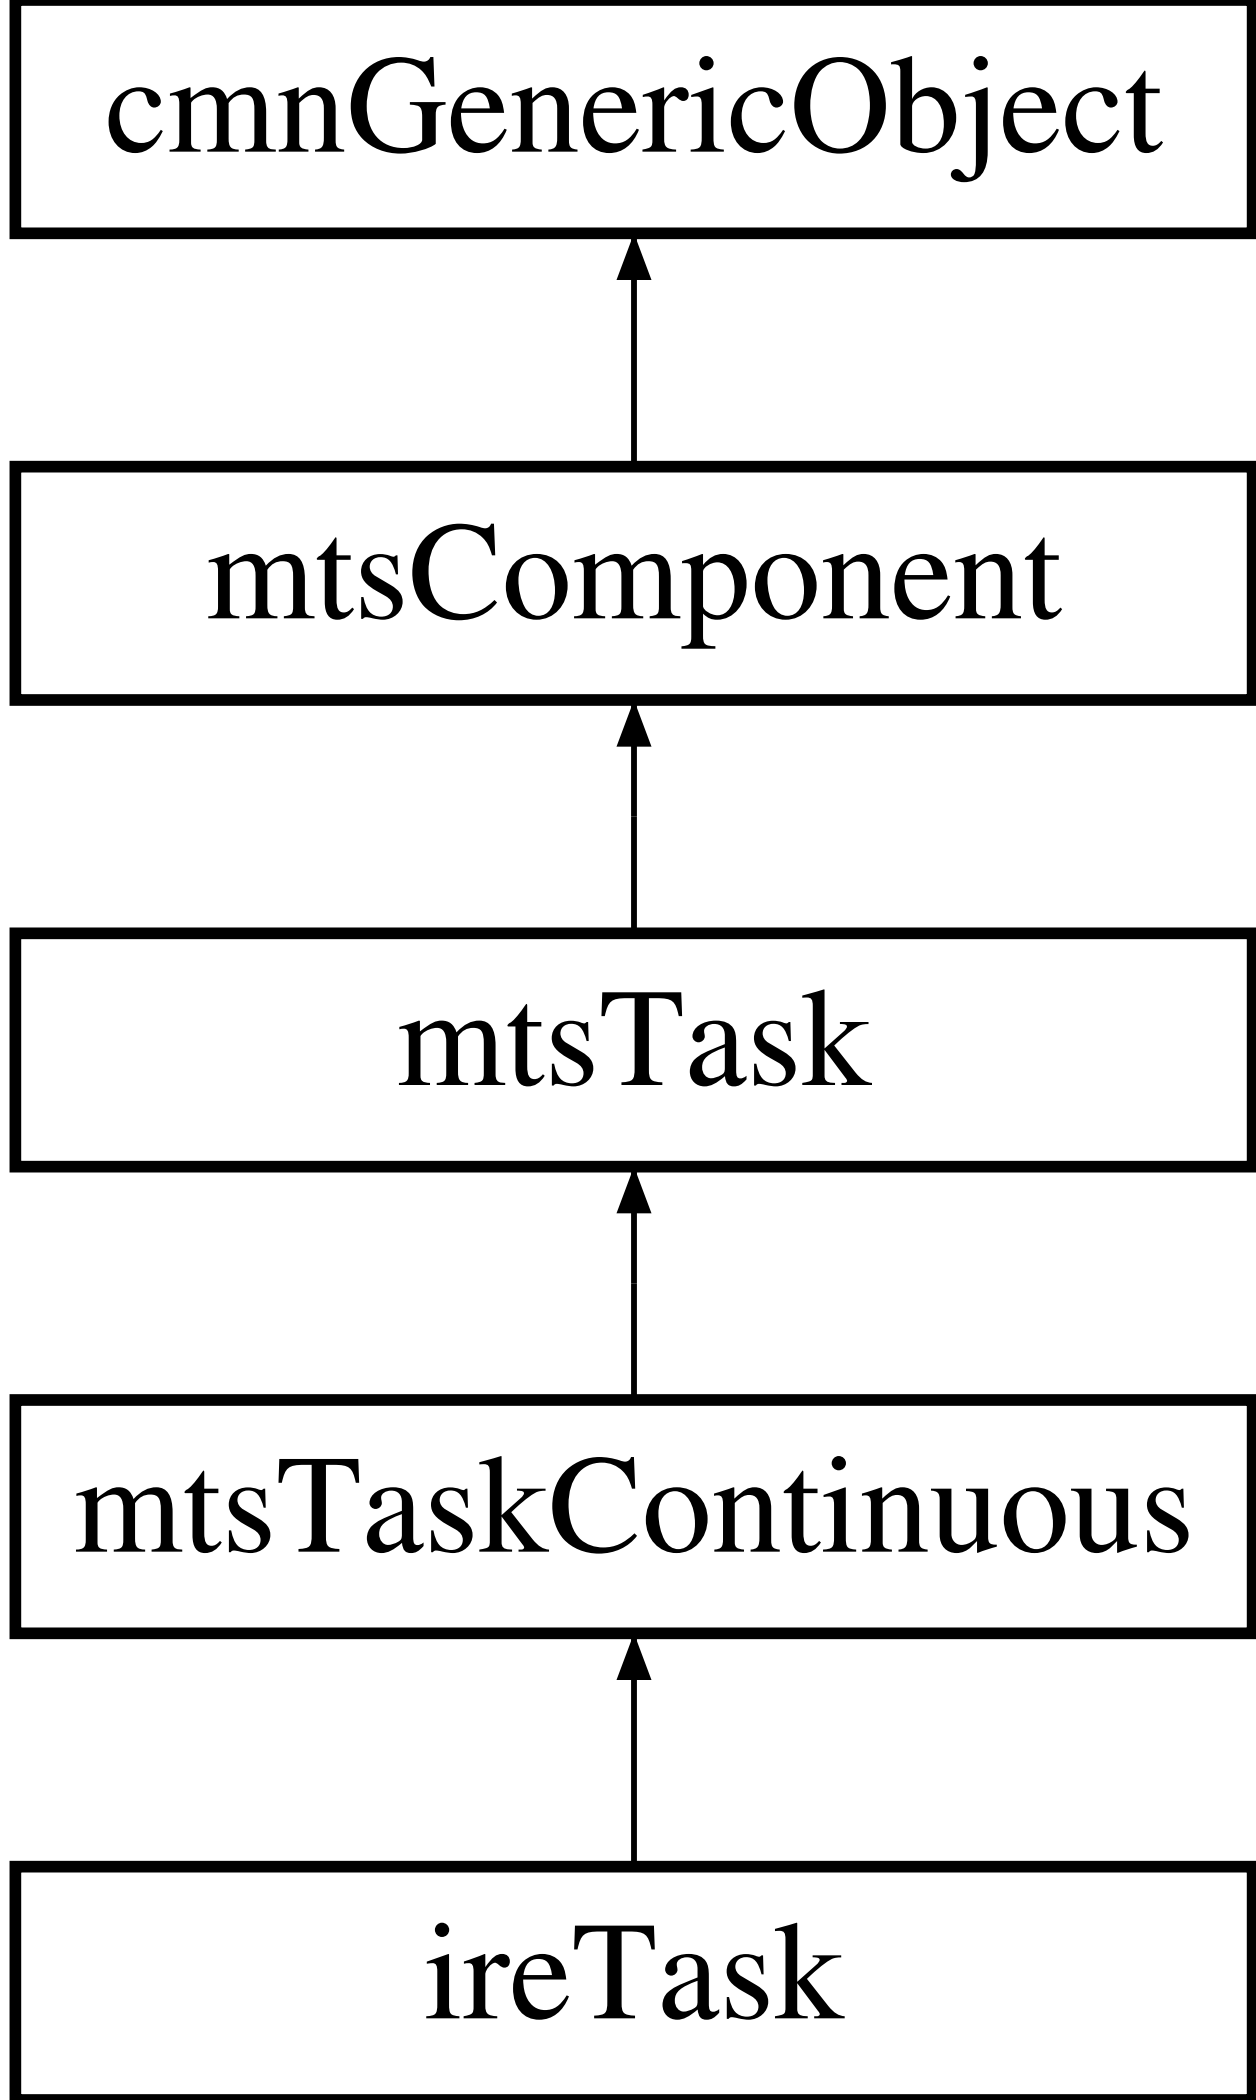 cmnGenericObject
mtsComponent
mtsTask
mtsTaskContinuous
ireTask